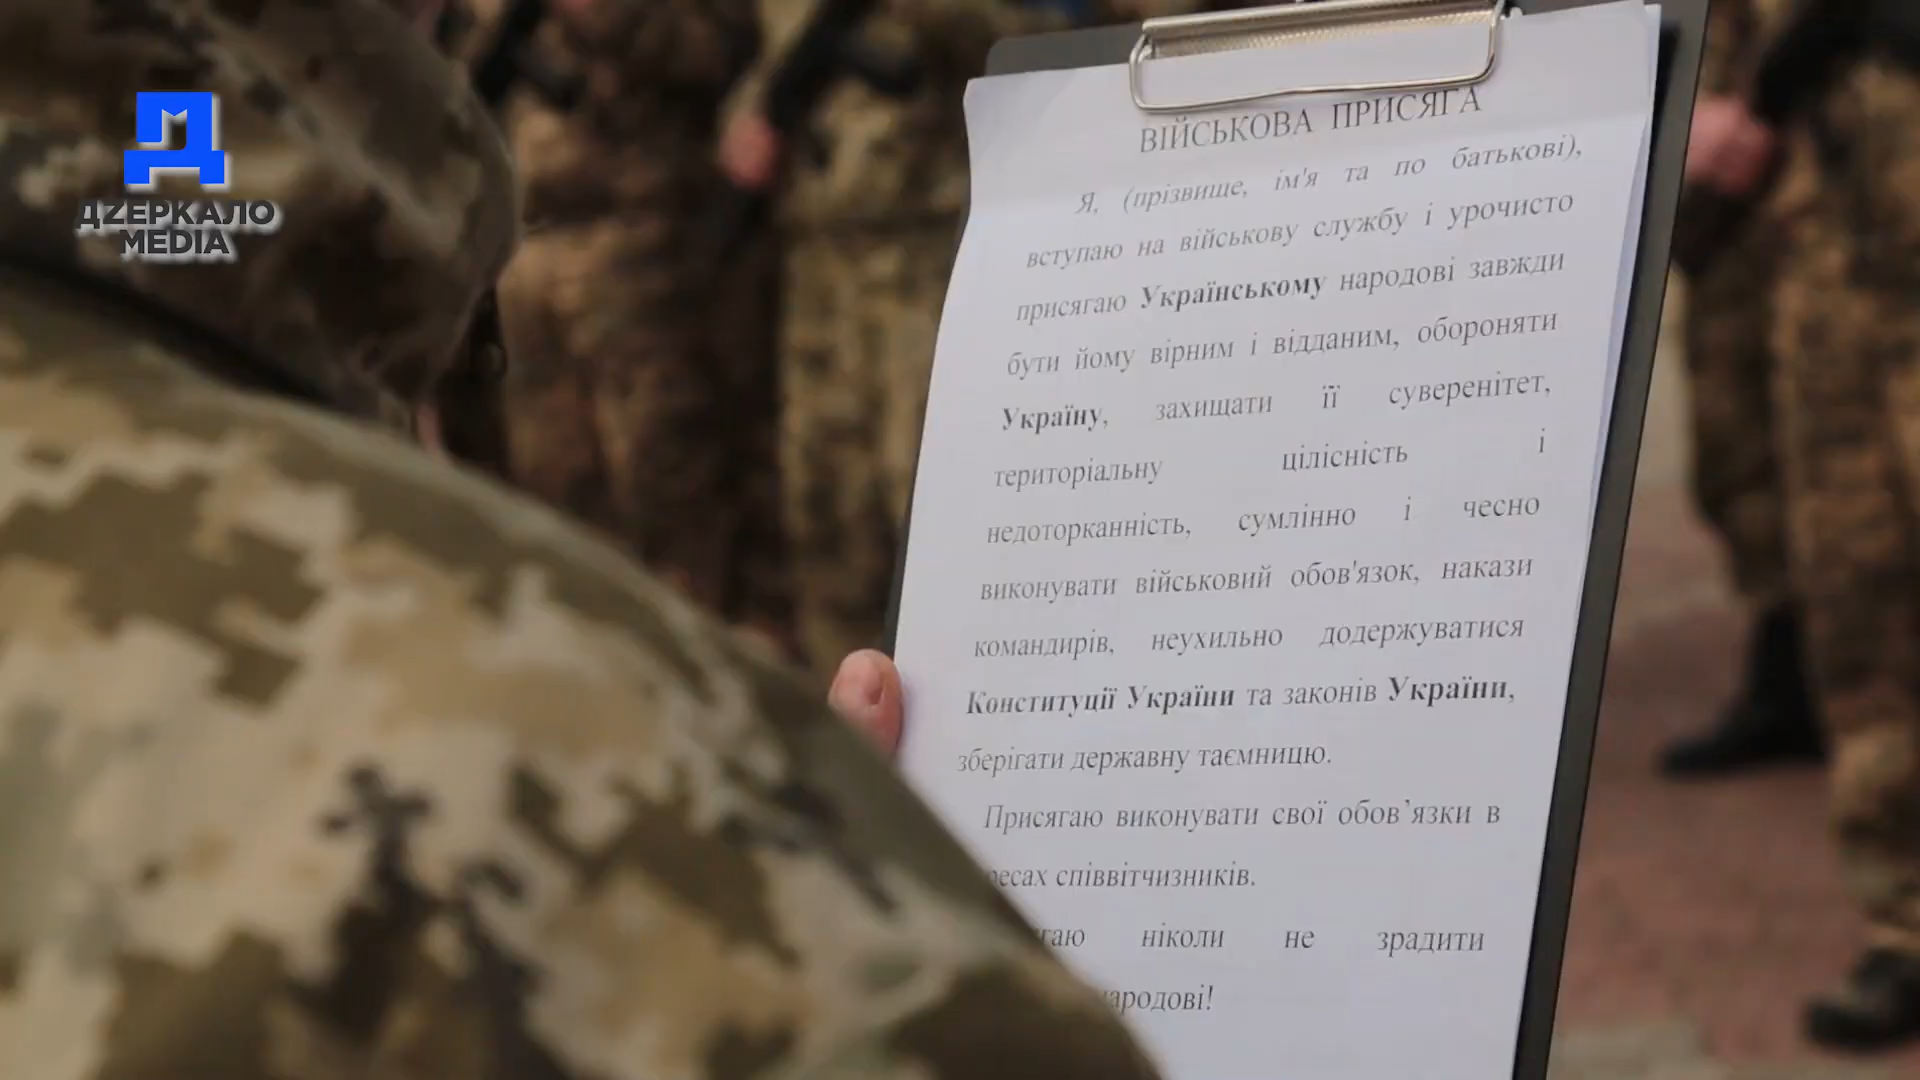 ДZЕРКАЛО
MEDIA
ВІЙСЬКОВА ПРИСЯГА
Я, (прізвище, ім'я та по батькові),
вступаю на військову службу і урочисто
присягаю Українському народові завжди
бути йому вірним і відданим, обороняти
Україну, захищати її суверенітет,
територіальну цілісність і
недоторканність, сумлінно і чесно
виконувати військовий обов'язок, накази
командирів, неухильно додержуватися
Конституції України та законів України,
зберігати державну таємницю.
Присягаю виконувати свої обов’язки в
співвітчизників.
ніколи не зрадити